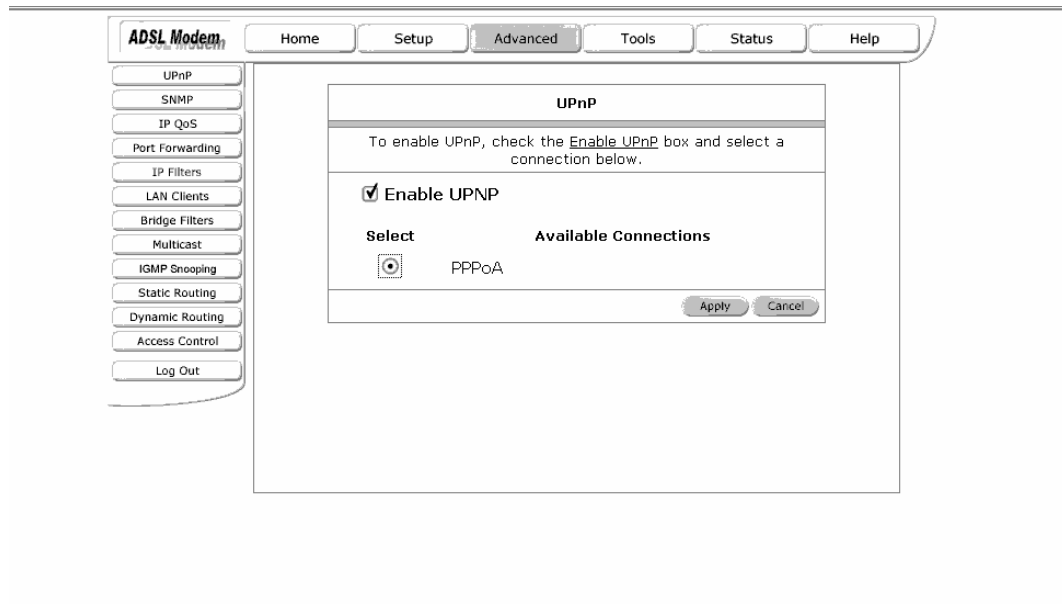 ADSL Modem
Home Setup Advanced Tools Status Help
UPnP
SNMP
IP QoS
Port Forwarding
IP Filters
LAN Clients
Bridge Filters
Multicast
IGMP Snooping
Static Routing
Dynamic Routing
Access Control
Log Out
UPnP
To enable UPnP, check the Enable UPnP box and select a
connection below.
Enable UPNP
Select Available Connections
PPPoA
Apply Cancel